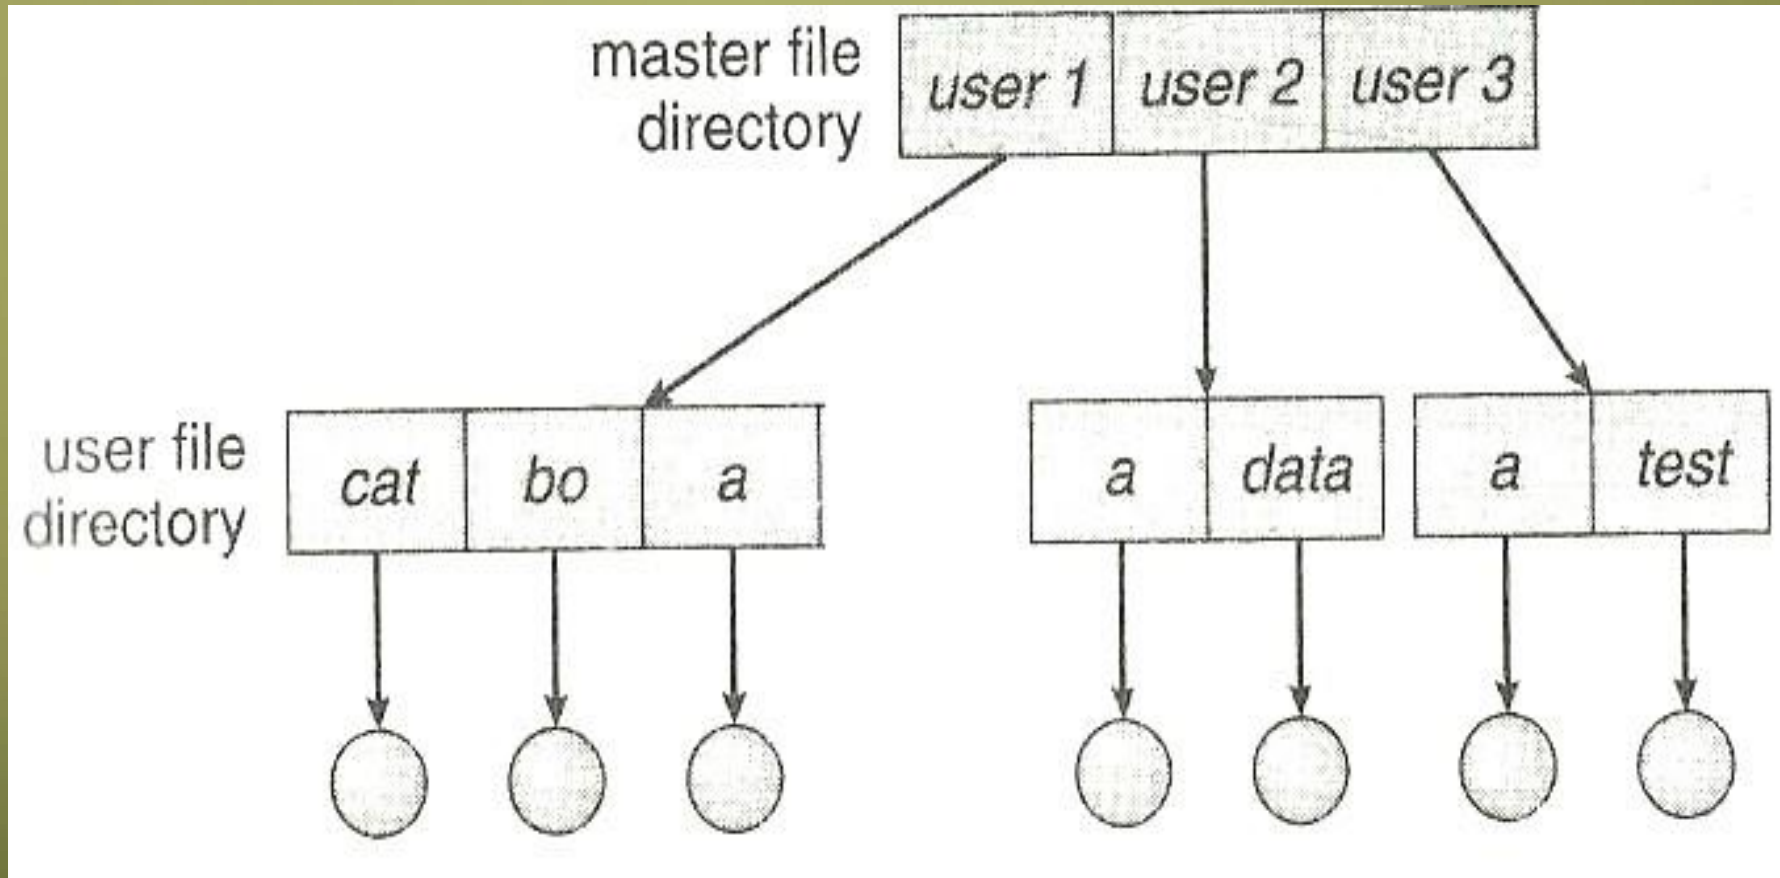 master file
directory
user 1 user 2 user 3
user file
directory
cat bo a
a data
a test